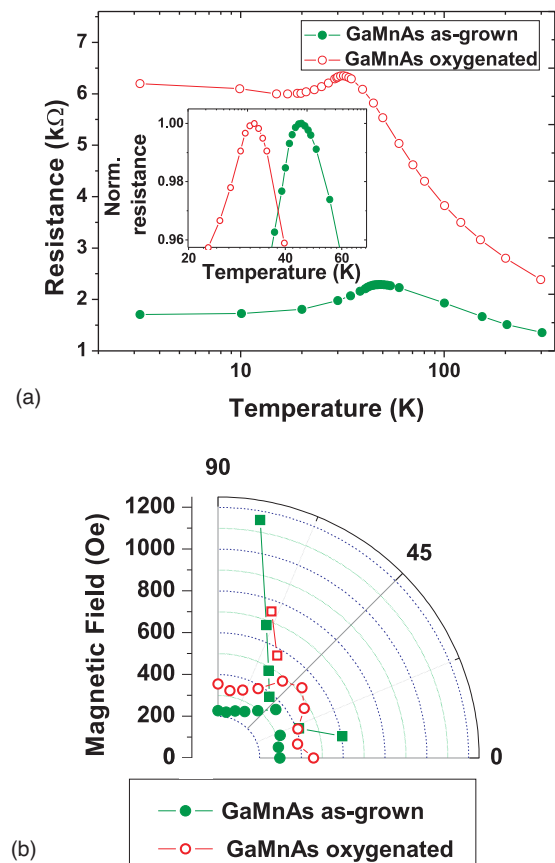 GaMnAs as-grown
GaMnAs oxygenated
7
6
5
4
3
2
1
Resistance (kΩ)
1.00
0.98
0.96
Norm.
resistance
20
40
60
Temperature (K)
10
100
Temperature (K)
(a)
90
1200
1000
800
600
400
200
0
Magnetic Field (Oe)
45
0
GaMnAs as-grown
GaMnAs oxygenated
(b)